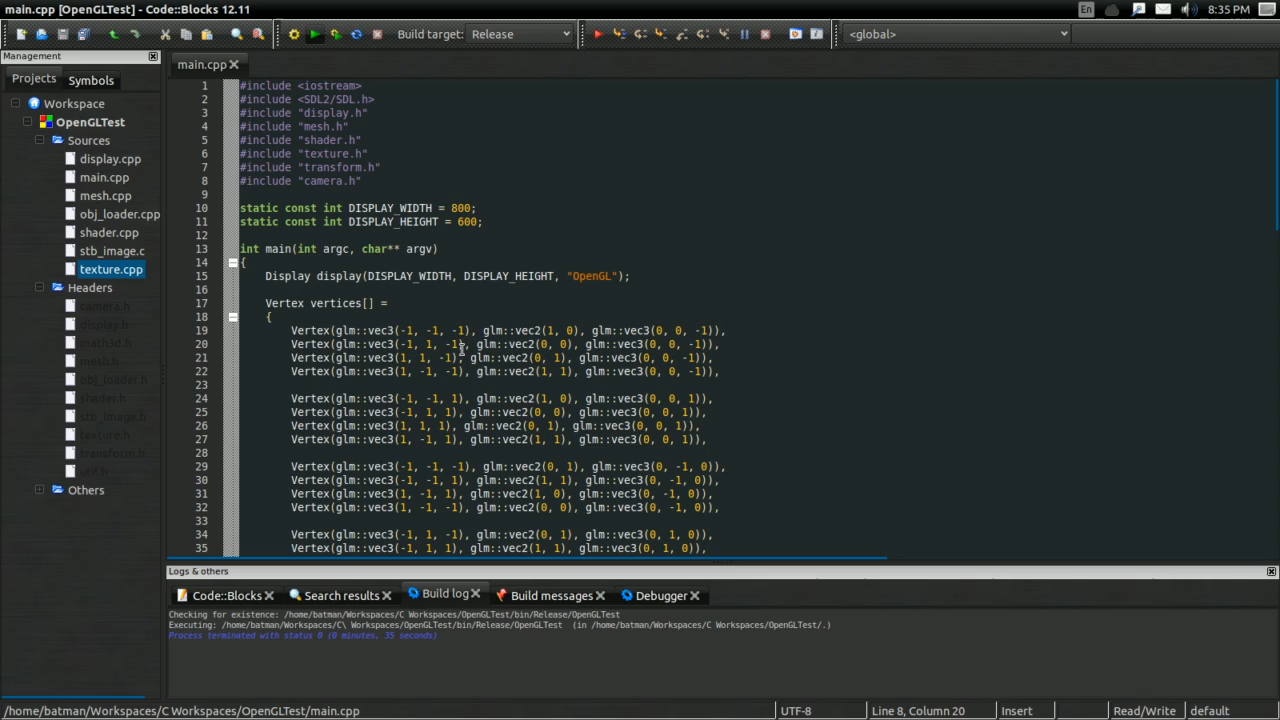 main.cpp [OpenGLTest] - Code::Blocks 12.11
En
8:35 PM
Build target: Release
<global>
Management
Projects
Symbols
Workspace
OpenGLTest
Sources
display.cpp
main.cpp
mesh.cpp
obj_loader.cpp
shader.cpp
stb_image.c
texture.cpp
Headers
camera.h
display.h
math3d.h
mesh.h
obj_loader.h
shader.h
stb_image.h
texture.h
transform.h
util.h
Others
main.cpp
1 #include <iostream>
2 #include <SDL2/SDL.h>
3 #include "display.h"
4 #include "mesh.h"
5 #include "shader.h"
6 #include "texture.h"
7 #include "transform.h"
8 #include "camera.h"
9
10 static const int DISPLAY_WIDTH = 800;
11 static const int DISPLAY_HEIGHT = 600;
12
13 int main(int argc, char** argv)
14 {
15 Display display(DISPLAY_WIDTH, DISPLAY_HEIGHT, "OpenGL");
16
17 Vertex vertices[] =
18 {
19 Vertex(glm::vec3(-1, -1, -1), glm::vec2(1, 0), glm::vec3(0, 0, -1)),
20 Vertex(glm::vec3(-1, 1, -1), glm::vec2(0, 0), glm::vec3(0, 0, -1)),
21 Vertex(glm::vec3(1, 1, -1), glm::vec2(0, 1), glm::vec3(0, 0, -1)),
22 Vertex(glm::vec3(1, -1, -1), glm::vec2(1, 1), glm::vec3(0, 0, -1)),
23
24 Vertex(glm::vec3(-1, -1, 1), glm::vec2(1, 0), glm::vec3(0, 0, 1)),
25 Vertex(glm::vec3(-1, 1, 1), glm::vec2(0, 0), glm::vec3(0, 0, 1)),
26 Vertex(glm::vec3(1, 1, 1), glm::vec2(0, 1), glm::vec3(0, 0, 1)),
27 Vertex(glm::vec3(1, -1, 1), glm::vec2(1, 1), glm::vec3(0, 0, 1)),
28
29 Vertex(glm::vec3(-1, -1, -1), glm::vec2(0, 1), glm::vec3(0, -1, 0)),
30 Vertex(glm::vec3(-1, -1, 1), glm::vec2(1, 1), glm::vec3(0, -1, 0)),
31 Vertex(glm::vec3(1, -1, 1), glm::vec2(1, 0), glm::vec3(0, -1, 0)),
32 Vertex(glm::vec3(1, -1, -1), glm::vec2(0, 0), glm::vec3(0, -1, 0)),
33
34 Vertex(glm::vec3(-1, 1, -1), glm::vec2(0, 1), glm::vec3(0, 1, 0)),
35 Vertex(glm::vec3(-1, 1, 1), glm::vec2(1, 1), glm::vec3(0, 1, 0)),
Logs & others
Code::Blocks
Search results
Build log
Build messages
Debugger
Checking for existence: /home/batman/Workspaces/C Workspaces/OpenGLTest/bin/Release/OpenGLTest
Executing: /home/batman/Workspaces/C\ Workspaces/OpenGLTest/bin/Release/OpenGLTest  (in /home/batman/Workspaces/C Workspaces/OpenGLTest/.)
Process terminated with status 0 (0 minutes, 35 seconds)
/home/batman/Workspaces/C Workspaces/OpenGLTest/main.cpp
UTF-8
Line 8, Column 20
Insert
Read/Write
default